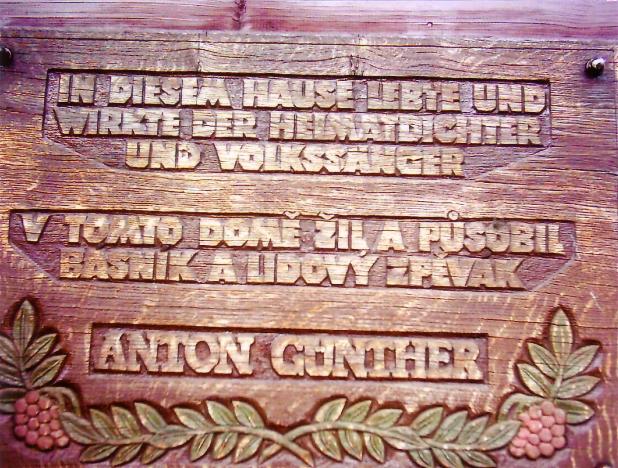 IN DIESEM HAUSE LEBTE UND
WIRKTE DER HEIMATDICHTER
UND VOLKSSÄNGER
V TOMTO DOMĚ ŽIL A PŮSOBIL
BÁSNÍK A LIDOVÝ ZPĚVÁK
ANTON GÜNTHER